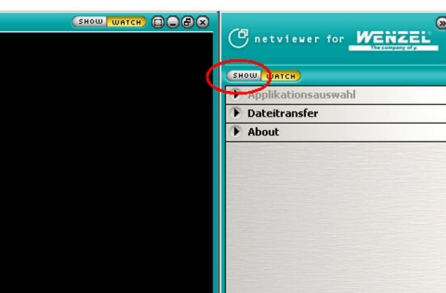 SHOW WATCH
netviewer for WENZEL
The company of μ
SHOW WATCH
Applikationsauswahl
Dateitransfer
About